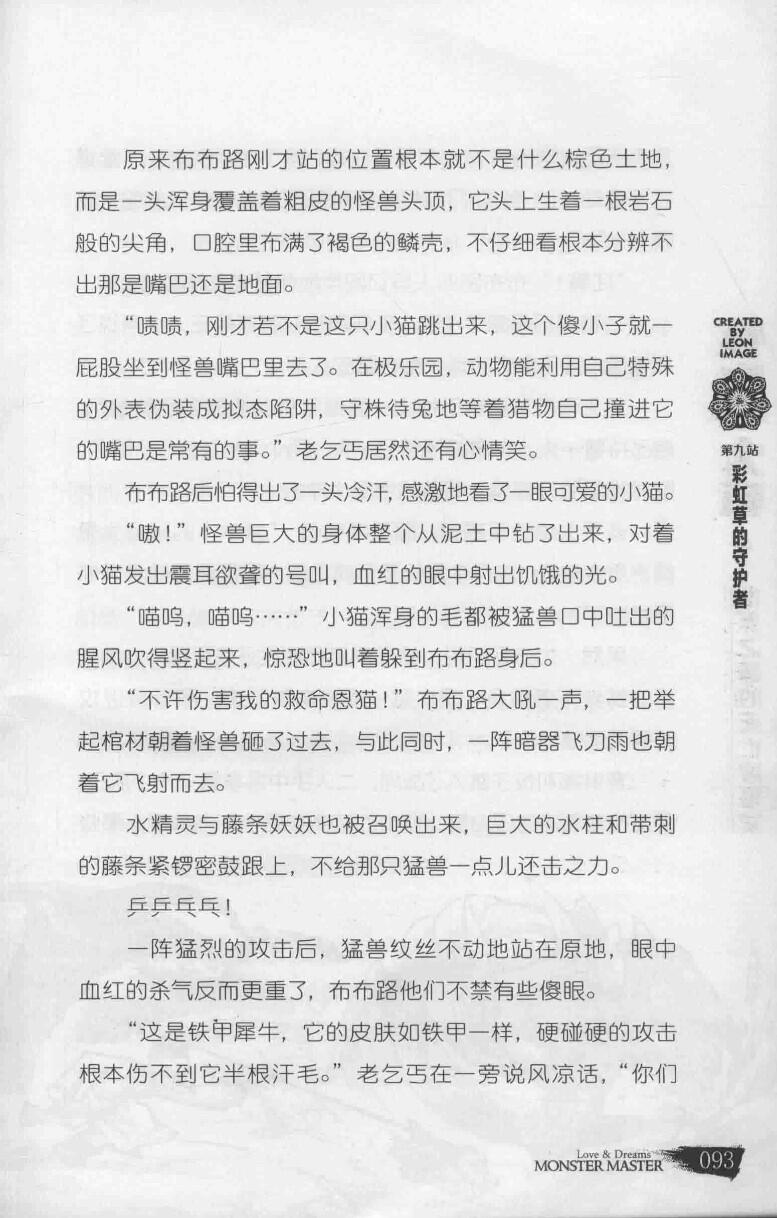 原来布布路刚才站的位置根本就不是什么棕色土地，
而是一头浑身覆盖着粗皮的怪兽头顶，它头上生着一根岩石
般的尖角，口腔里布满了褐色的鳞壳，不仔细看根本分辨不
出那是嘴巴还是地面。
“啧啧，刚才若不是这只小猫跳出来，这个傻小子就一
屁股坐到怪兽嘴巴里去了。在极乐园，动物能利用自己特殊
的外表伪装成拟态陷阱，守株待兔地等着猎物自己撞进它
的嘴巴是常有的事。”老乞丐居然还有心情笑。
布布路后怕得出了一头冷汗，感激地看了一眼可爱的小猫。
“嗷！”怪兽巨大的身体整个从泥土中钻了出来，对着
小猫发出震耳欲聋的号叫，血红的眼中射出饥饿的光。
“喵呜，喵呜……”小猫浑身的毛都被猛兽口中吐出的
腥风吹得竖起来，惊恐地叫着躲到布布路身后。
“不许伤害我的救命恩猫！”布布路大吼一声，一把举
起棺材朝着怪兽砸了过去，与此同时，一阵暗器飞刀雨也朝
着它飞射而去。
水精灵与藤条妖妖也被召唤出来，巨大的水柱和带刺
的藤条紧锣密鼓跟上，不给那只猛兽一点儿还击之力。
乒乒乓乓！
一阵猛烈的攻击后，猛兽纹丝不动地站在原地，眼中
血红的杀气反而更重了，布布路他们不禁有些傻眼。
“这是铁甲犀牛，它的皮肤如铁甲一样，硬碰硬的攻击
根本伤不到它半根汗毛。”老乞丐在一旁说风凉话，“你们
CREATED
BY
LEON
IMAGE
第九站
彩虹草的守护者
Love & Dreams
MONSTER MASTER
093